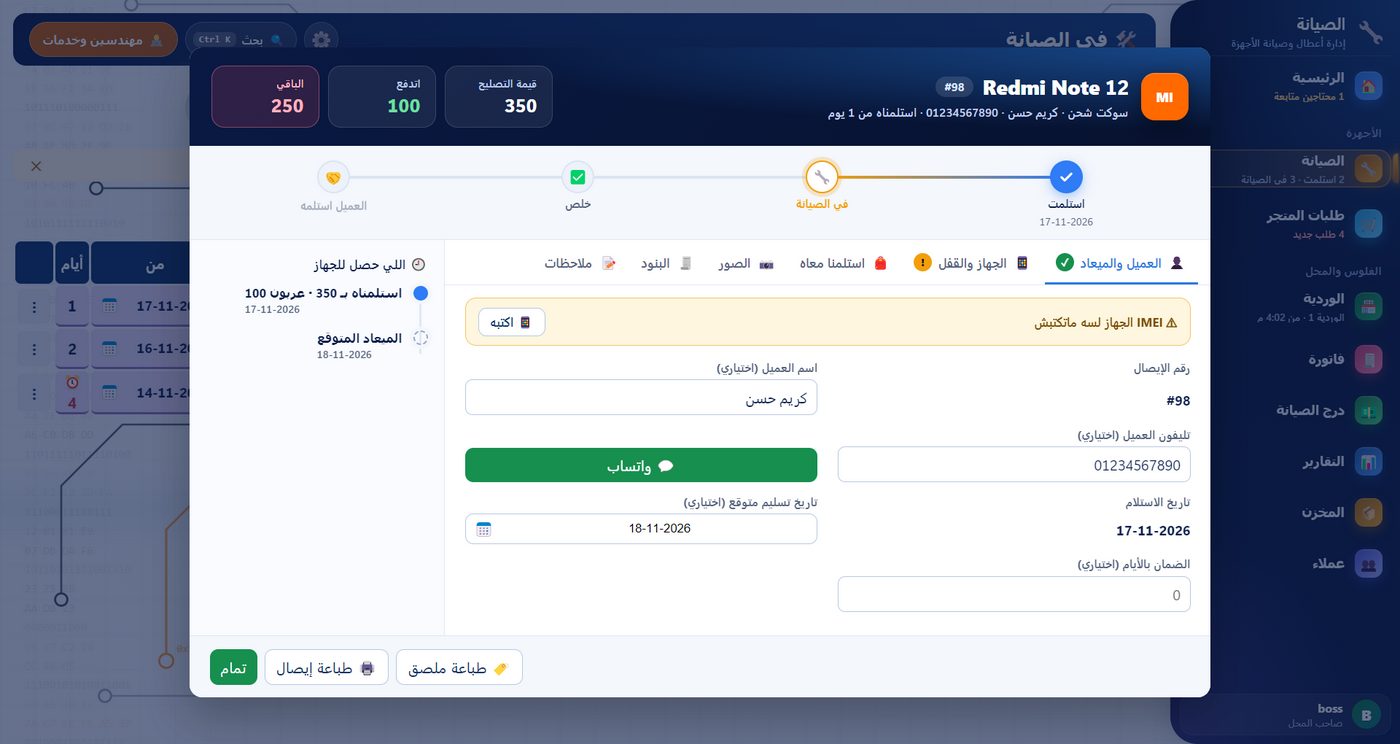 الصيانة
إدارة أعطال وصيانة الأجهزة
الرئيسية
1 محتاجين متابعة
الأجهزة
الصيانة
2 استلمت · 3 في الصيانة
طلبات المتجر
4 طلب جديد
الفلوس والمحل
الوردية
الوردية 1 · من 4:02 م
فاتورة
درج الصيانة
التقارير
المخزن
عملاء
B
boss
صاحب المحل
في الصيانة
بحث
Ctrl K
مهندسين وخدمات
MI
Redmi Note 12
#98
سوكت شحن · كريم حسن · 01234567890 · استلمناه من 1 يوم
قيمة التصليح
350
اتدفع
100
الباقي
250
استلمت
17-11-2026
في الصيانة
خلص
العميل استلمه
العميل والميعاد
الجهاز والقفل
استلمنا معاه
الصور
البنود
ملاحظات
IMEI الجهاز لسه ماتكتبش
اكتبه
رقم الإيصال
#98
اسم العميل (اختياري)
كريم حسن
تليفون العميل (اختياري)
01234567890
واتساب
تاريخ الاستلام
17-11-2026
تاريخ تسليم متوقع (اختياري)
18-11-2026
الضمان بالأيام (اختياري)
0
اللي حصل للجهاز
استلمناه بـ 350 · عربون 100
17-11-2026
الميعاد المتوقع
18-11-2026
طباعة ملصق
طباعة إيصال
تمام
من
أيام
17-11-20
1
16-11-20
2
14-11-20
4